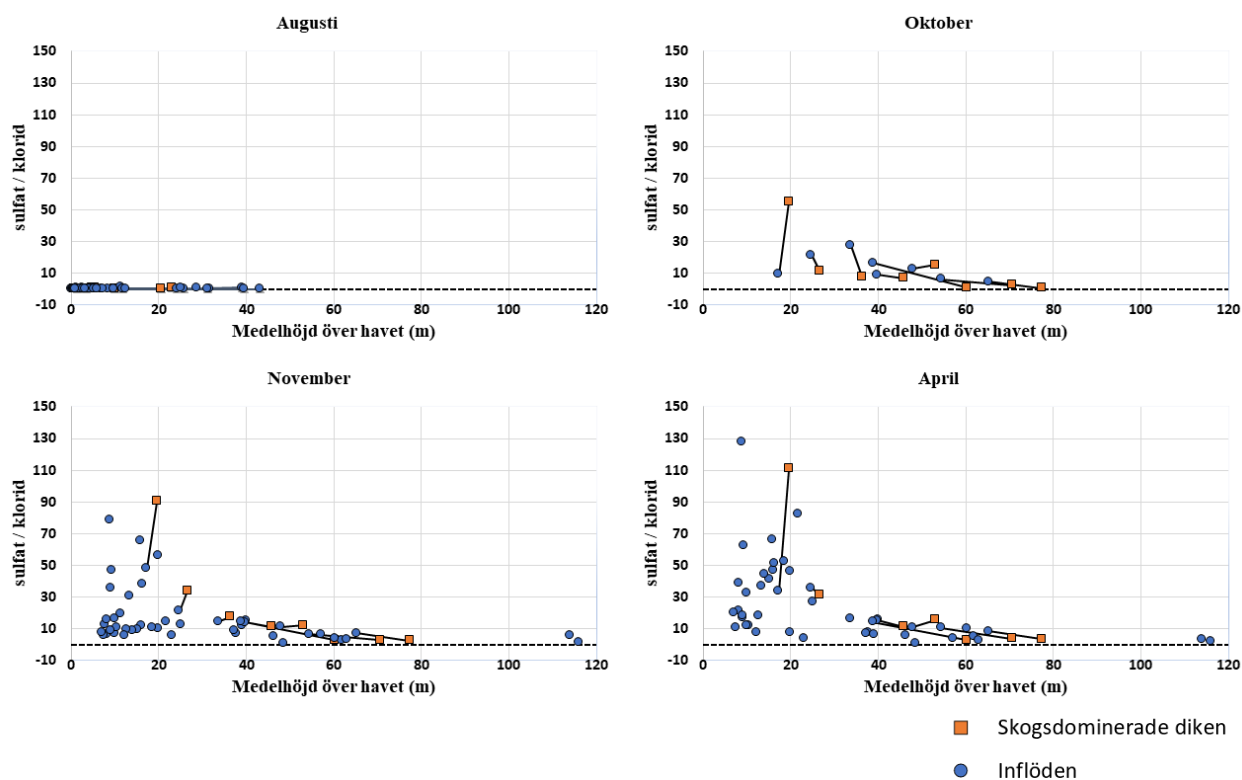 Augusti
sulfat / klorid
150
130
110
90
70
50
30
10
-10
0 20 40 60 80 100 120
Medelhöjd över havet (m)
Oktober
sulfat / klorid
150
130
110
90
70
50
30
10
-10
0 20 40 60 80 100 120
Medelhöjd över havet (m)
November
sulfat / klorid
150
130
110
90
70
50
30
10
-10
0 20 40 60 80 100 120
Medelhöjd över havet (m)
April
sulfat / klorid
150
130
110
90
70
50
30
10
-10
0 20 40 60 80 100 120
Medelhöjd över havet (m)
Skogsdominerade diken
Inflöden